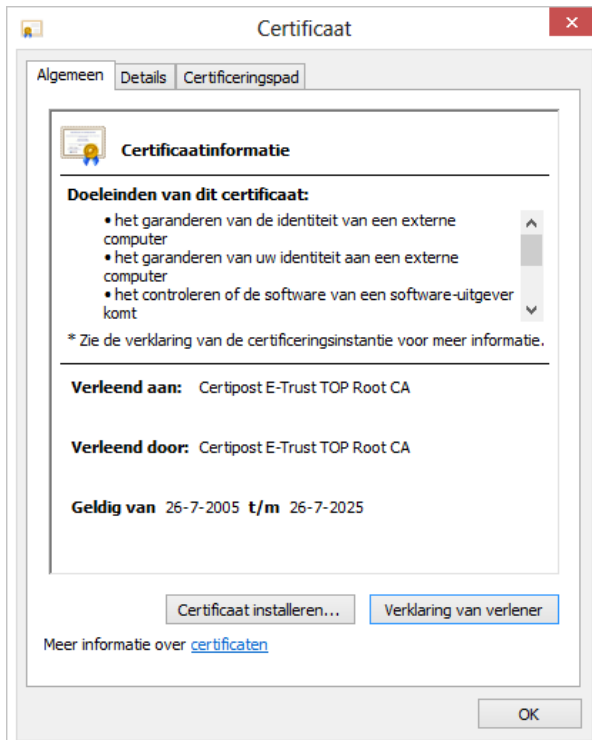 Certificaat
Algemeen Details Certificeringspad
Certificaatinformatie
Doeleinden van dit certificaat:
• het garanderen van de identiteit van een externe
computer
• het garanderen van uw identiteit aan een externe
computer
• het controleren of de software van een software-uitgever
komt
* Zie de verklaring van de certificeringsinstantie voor meer informatie.
Verleend aan: Certipost E-Trust TOP Root CA
Verleend door: Certipost E-Trust TOP Root CA
Geldig van 26-7-2005 t/m 26-7-2025
Certificaat installeren... Verklaring van verlener
Meer informatie over certificaten
OK